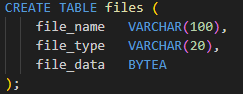 CREATE TABLE files (
    file_name   VARCHAR(100),
    file_type   VARCHAR(20),
    file_data   BYTEA
);